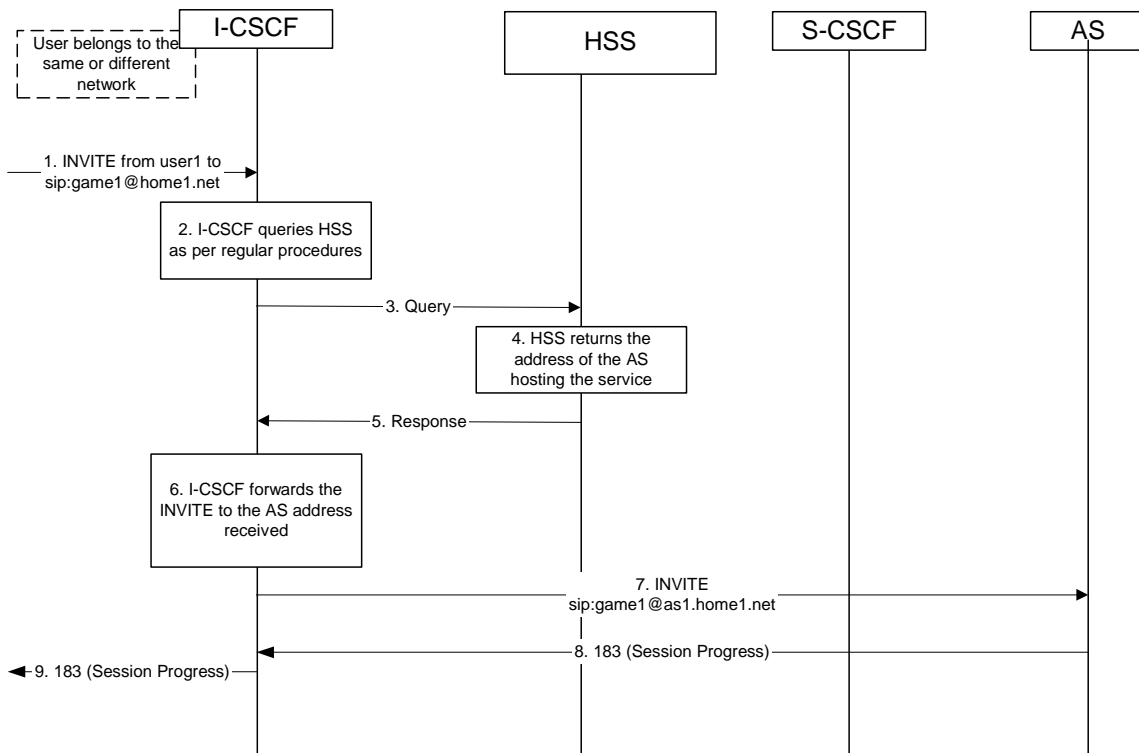 I-CSCF
HSS
S-CSCF
AS
User belongs to the
same or different
network
1. INVITE from user1 to
sip:game1@home1.net
2. I-CSCF queries HSS
as per regular procedures
3. Query
4. HSS returns the
address of the AS
hosting the service
5. Response
6. I-CSCF forwards the
INVITE to the AS address
received
7. INVITE
sip:game1@as1.home1.net
8. 183 (Session Progress)
9. 183 (Session Progress)